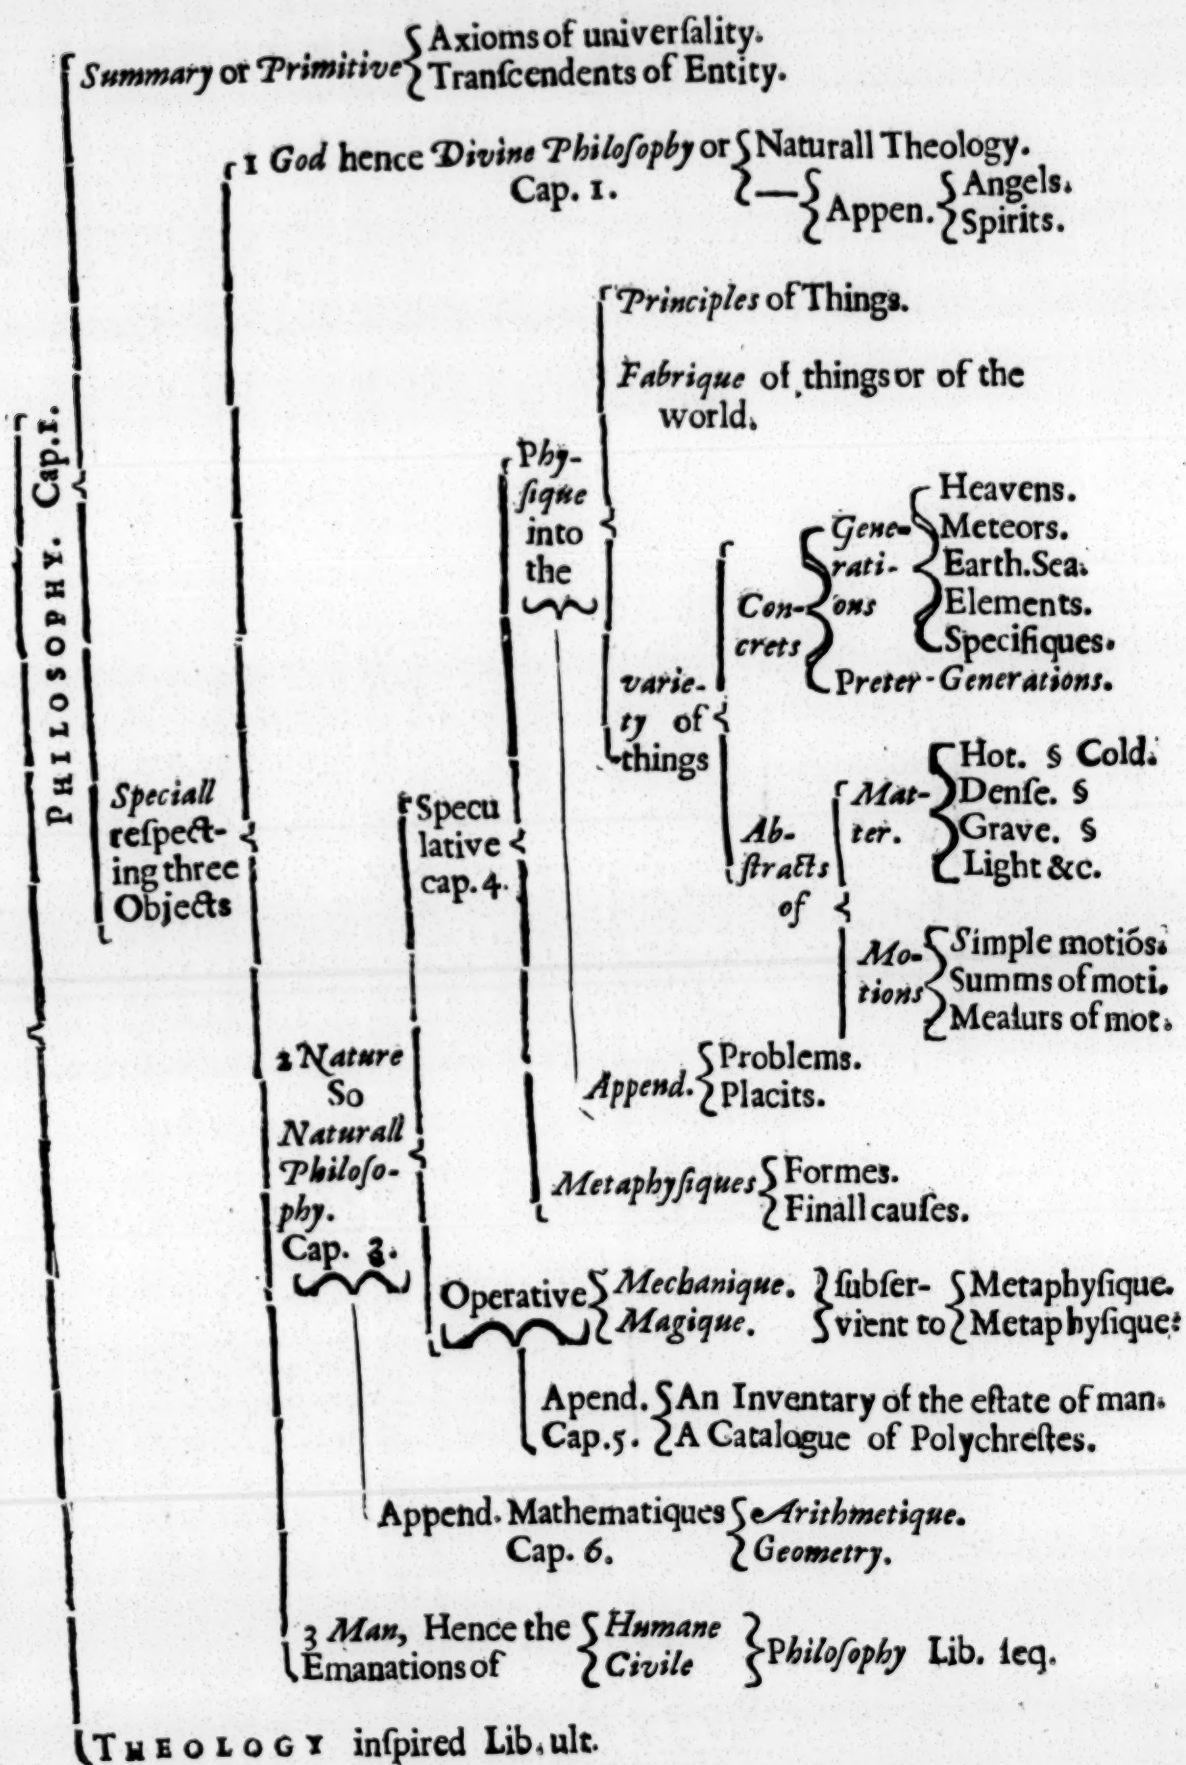 Summary or Primitive { Axioms of univerſality.
Tranſcendents of Entity.
1 God hence Divine Philoſophy or { Naturall Theology.
Cap. 1.
— { Appen. { Angels.
Spirits.
Principles of Things.
Fabrique of things or of the
world.
PHILOSOPHY. Cap.1.
Phy-
ſique
into
the
varie-
ty of
things
Con-
crets
Gene-
rati-
ons
Heavens.
Meteors.
Earth.Sea.
Elements.
Specifiques.
Preter-Generations.
Speciall
reſpect-
ing three
Objects
Specu
lative
cap.4.
Ab-
ſtracts
of
Mat-
ter.
Hot. § Cold.
Denſe. §
Grave. §
Light &c.
Mo-
tions
Simple motiõs.
Summs of moti.
Meaſurs of mot.
Append. { Problems.
Placits.
2 Nature
So
Naturall
Philoſo-
phy.
Cap. 3.
Metaphyſiques { Formes.
Finall cauſes.
Operative { Mechanique. } ſubſer- { Metaphyſique.
Magique. vient to Metaphyſique:
Apend. { An Inventary of the eſtate of man.
Cap.5. A Catalogue of Polychreſtes.
Append. Mathematiques { Arithmetique.
Cap. 6. Geometry.
3 Man, Hence the { Humane } Philoſophy Lib. ſeq.
Emanations of Civile
THEOLOGY inſpired Lib. ult.